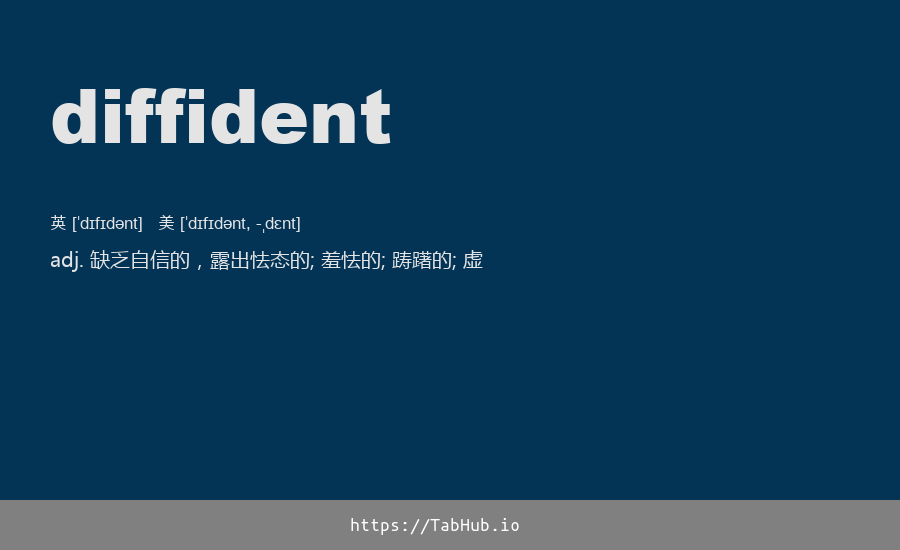 diffident
英 [ˈdɪfɪdənt] 美 [ˈdɪfɪdənt, -ˌdɛnt]
adj. 缺乏自信的，露出怯态的; 羞怯的; 踌躇的; 虚
https://TabHub.io